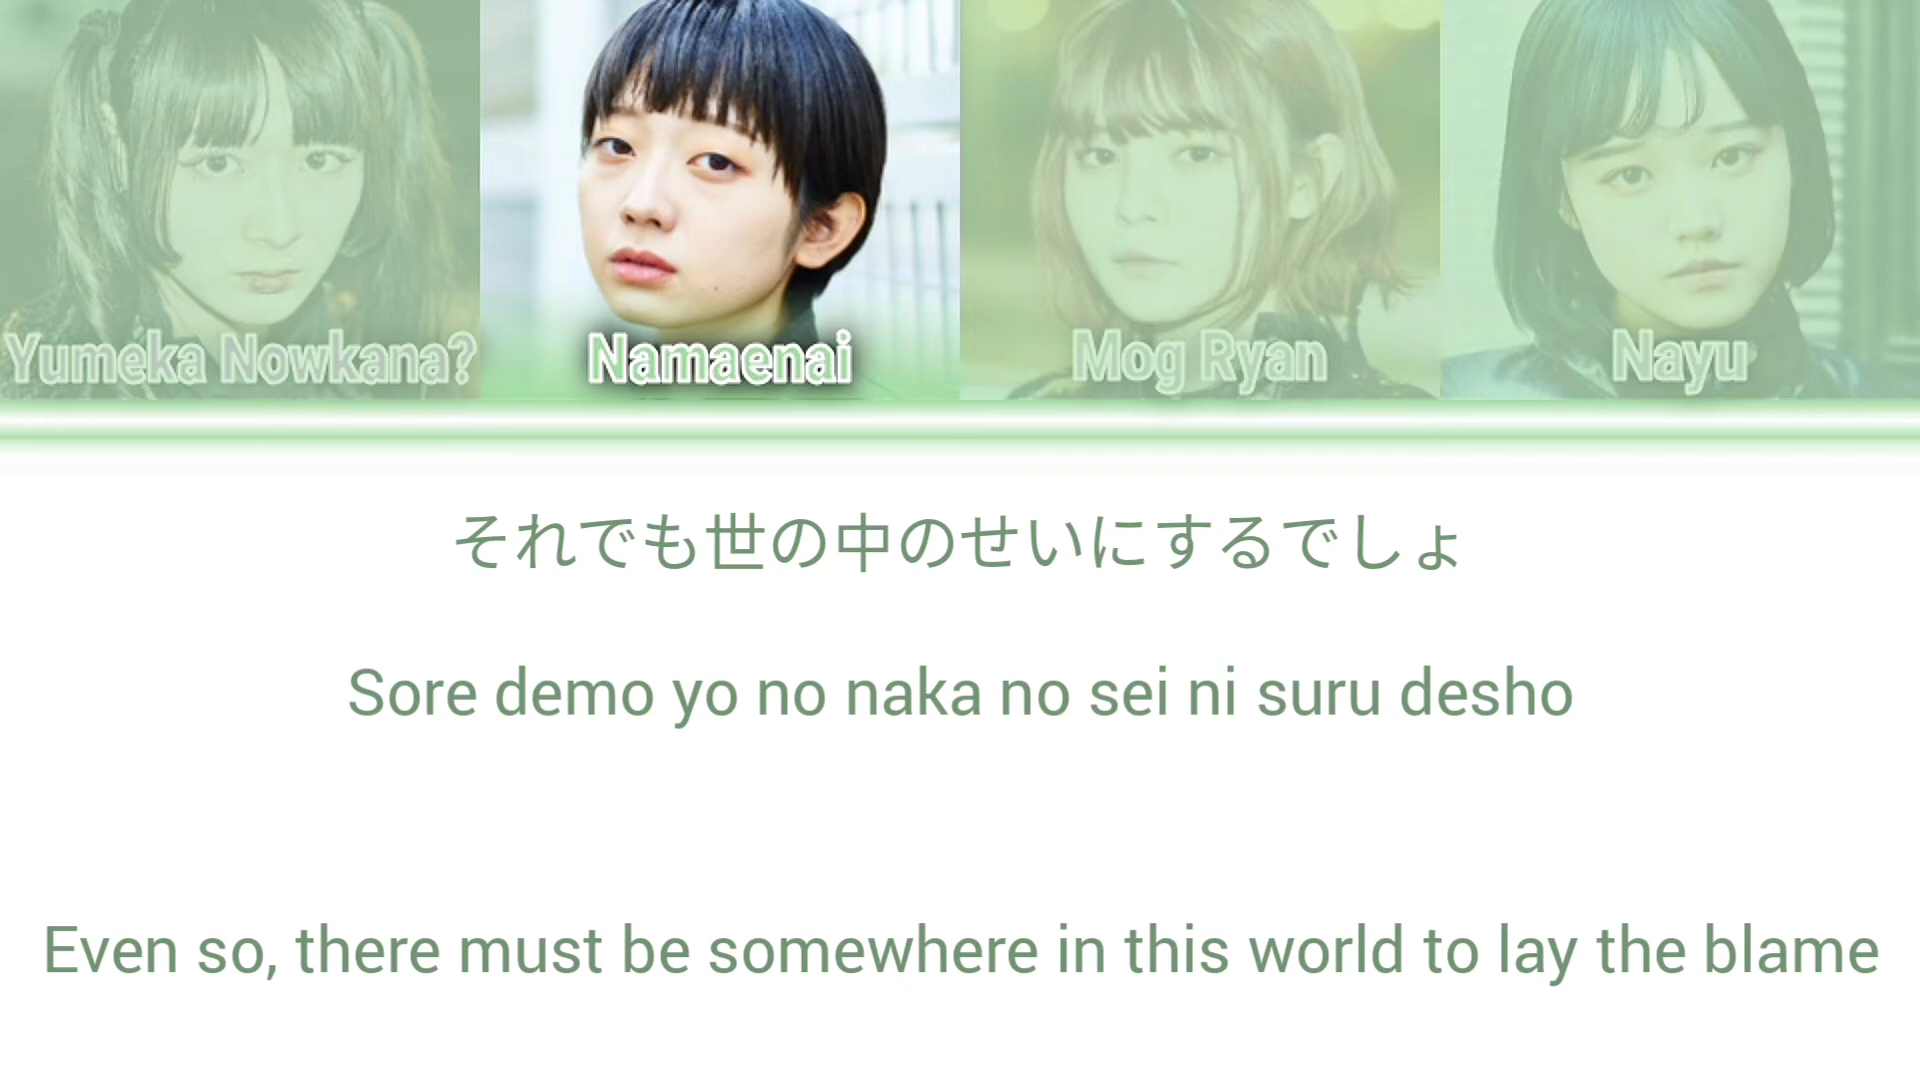 Yumeka Nowkana? Namaenai Mog Ryan Nayu
それでも世の中のせいにするでしょ
Sore demo yo no naka no sei ni suru desho
Even so, there must be somewhere in this world to lay the blame